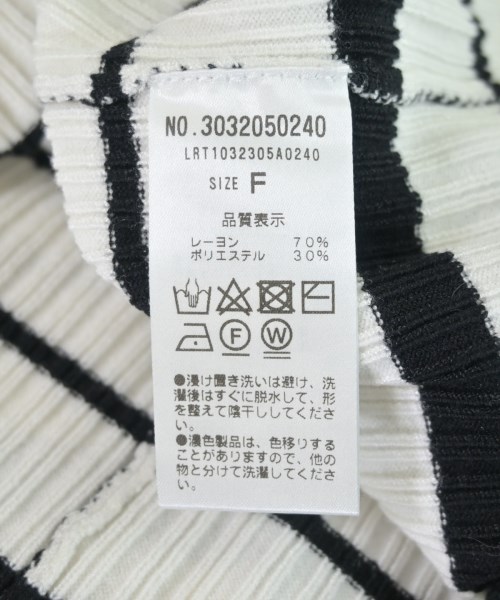 NO.3032050240
LRT1032305A0240
SIZE F
品質表示
レーヨン 70%
ポリエステル 30%
F W
●浸け置き洗いは避け、洗
濯後はすぐに脱水して、形
を整えて陰干ししてくださ
い。
●濃色製品は、色移りする
ことがありますので、他の
物と分けて洗濯してくださ
い。